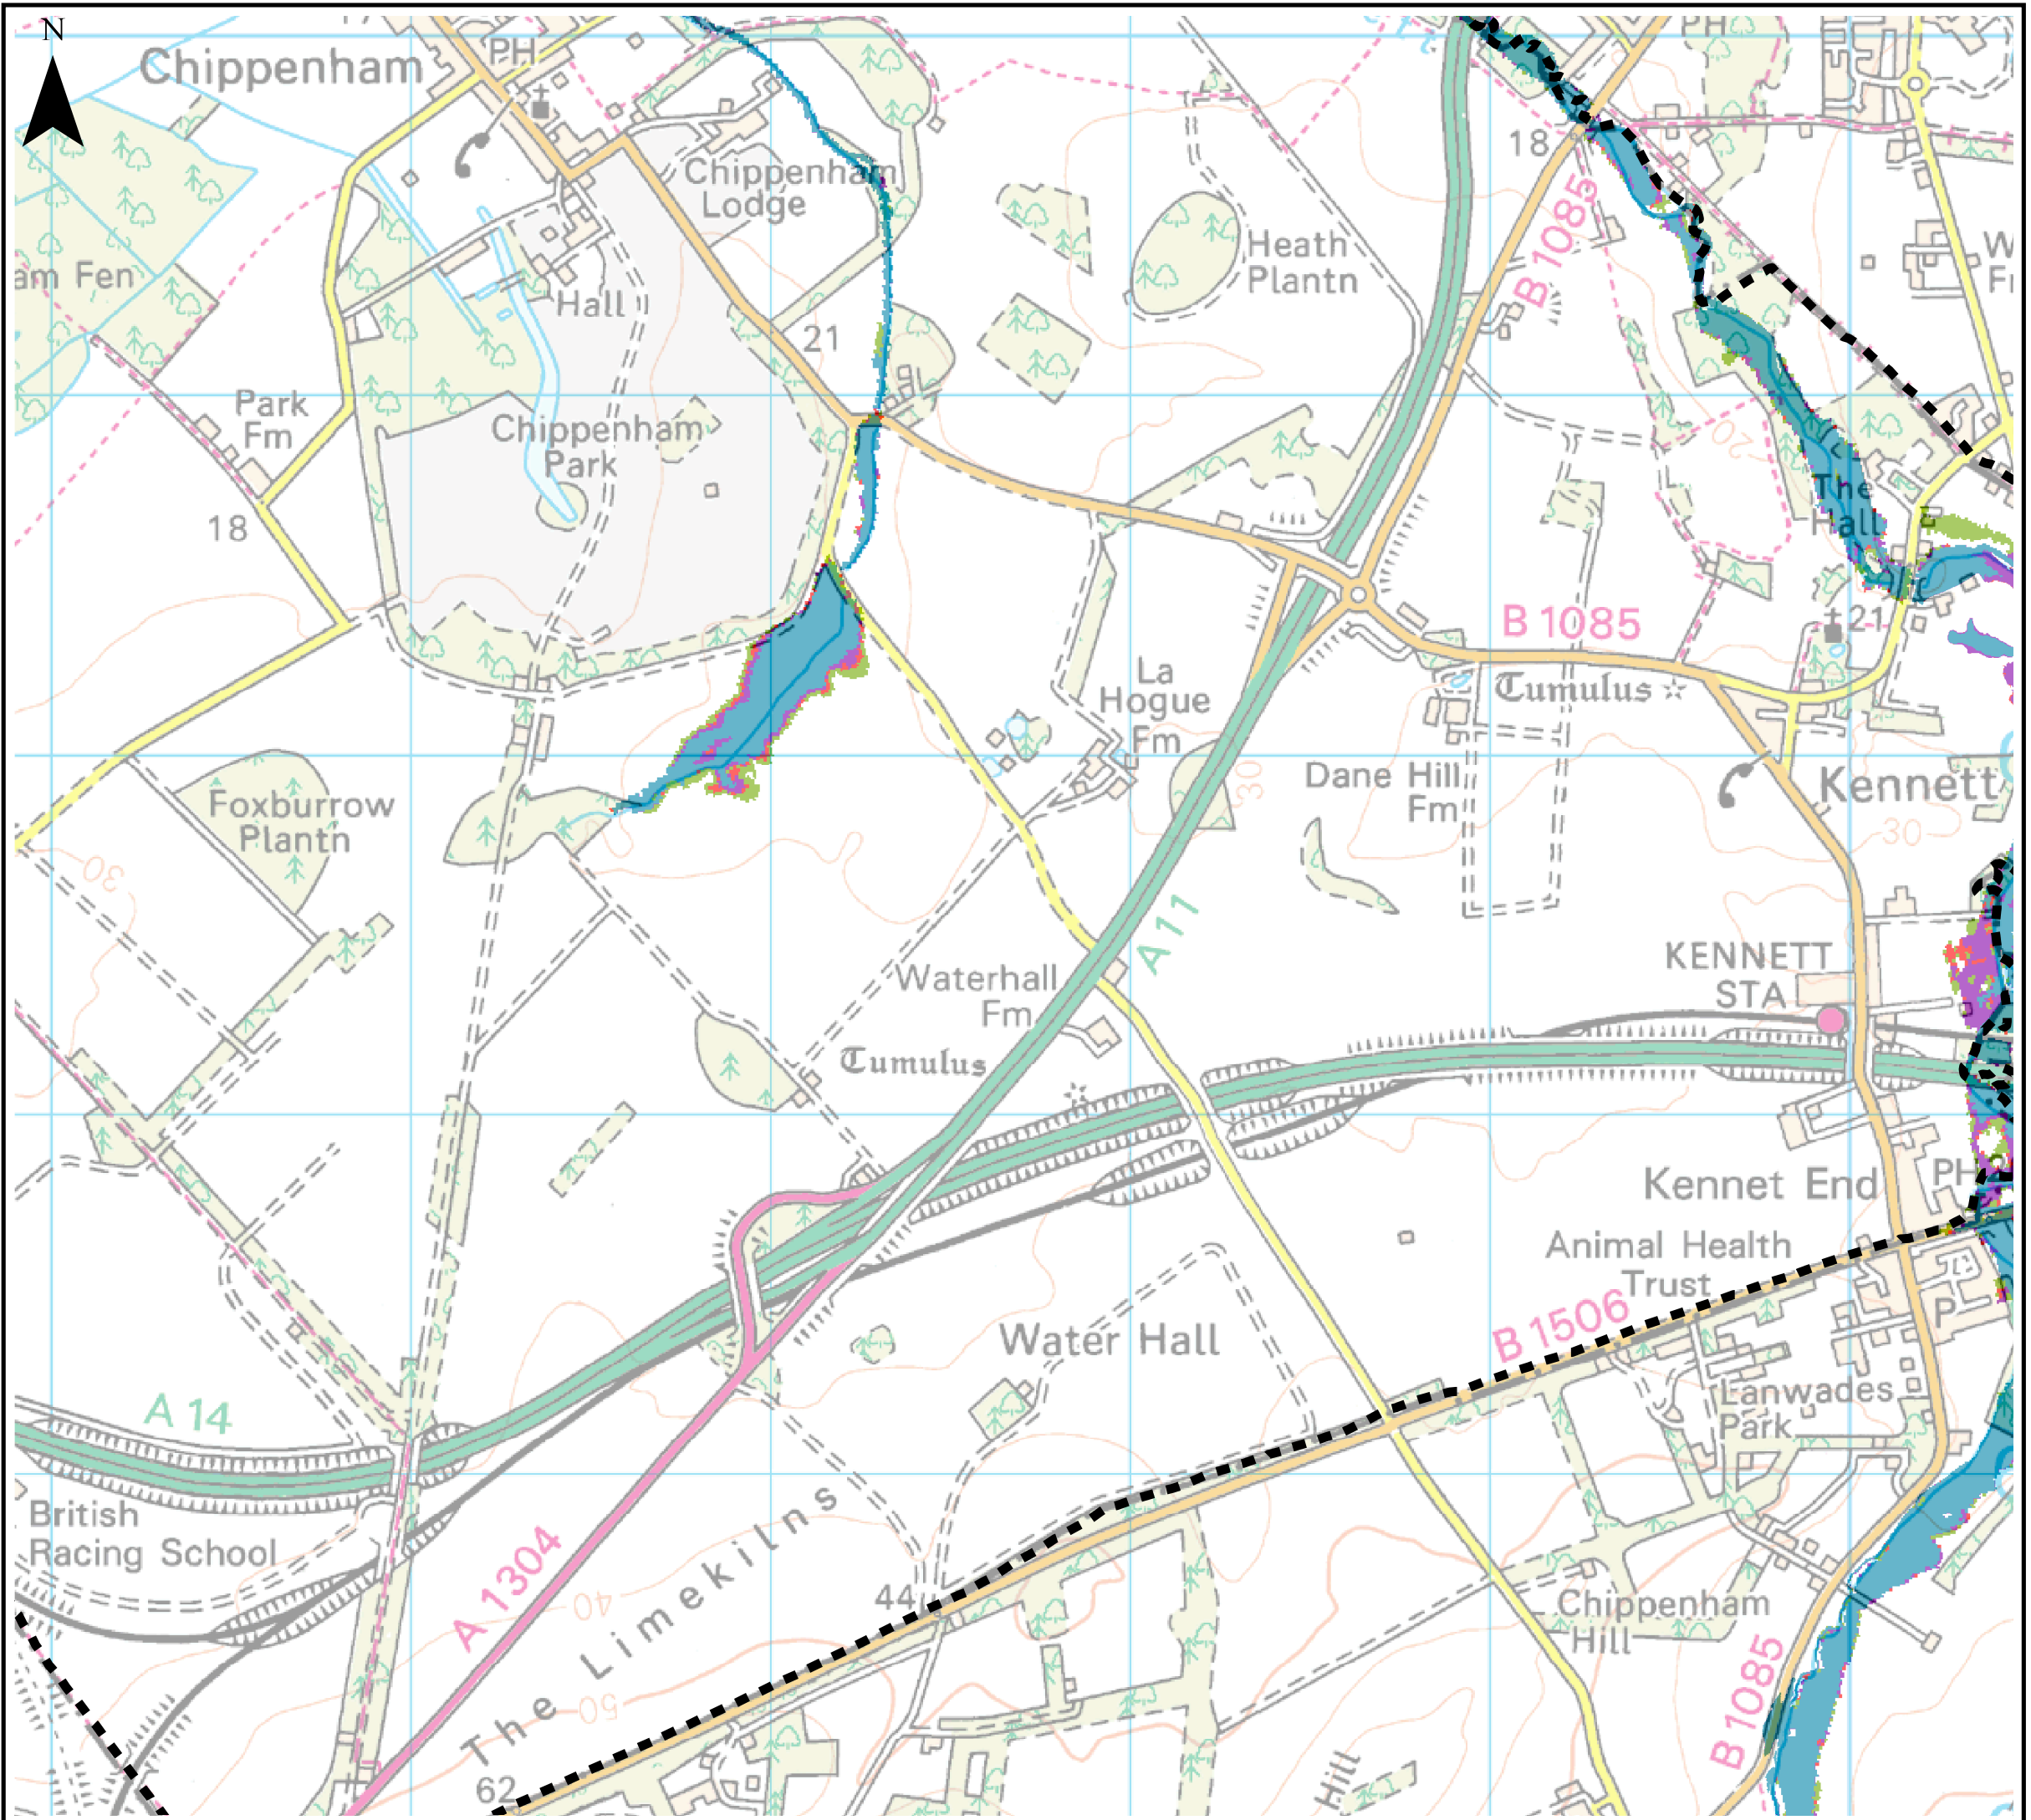 N
Chippenham
PH
PH
18
Chippenham
Lodge
B 1085
Heath
Plantn
am Fen
Hall
21
Park
Fm
Chippenham
Park
20
The
Hall
18
B 1085
21
La
Hogue
Fm
Tumulus
Dane Hill
Fm
Kennett
30
30
Foxburrow
Plantn
30
A 11
KENNETT
STA
Waterhall
Fm
Tumulus
Kennet End
PH
Animal Health
Trust
B 1506
P
Water Hall
Lanwades
Park
A 14
British
Racing School
A 1304
The Limekilns
40
44
Chippenham
Hill
50
B 1085
62
Hill